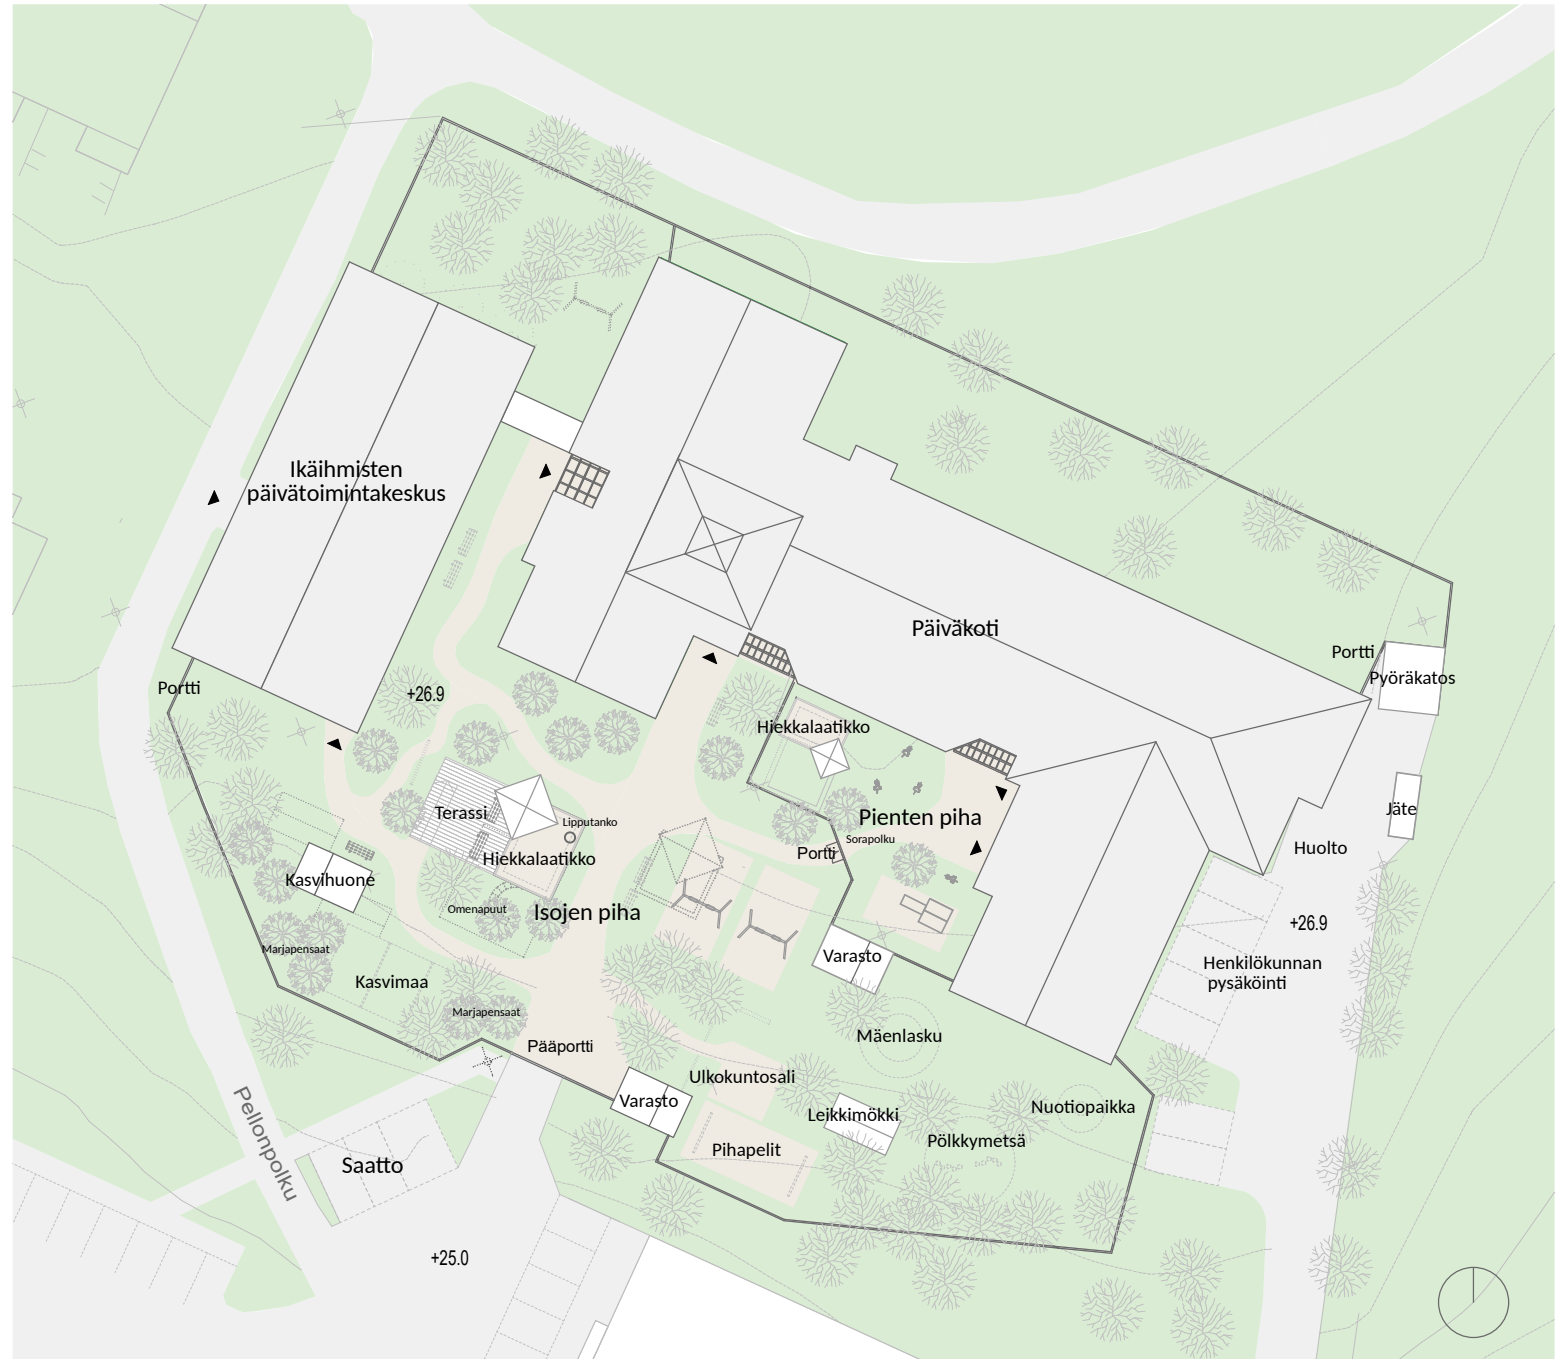 Ikäihmisten
päivätoimintakeskus
Päiväkoti
Portti
Pyöräkatos
Portti
+26.9
Hiekkalaatikko
Terassi
Lipputanko
Pienten piha
Jäte
Sorapolku
Huolto
Portti
Hiekkalaatikko
Kasvihuone
Omenapuut
Isojen piha
+26.9
Marjapensaat
Varasto
Henkilökunnan
pysäköinti
Kasvimaa
Marjapensaat
Mäenlasku
Pääportti
Ulkokuntosali
Varasto
Leikkimökki
Nuotiopaikka
Pellonpolku
Pölkkymetsä
Pihapelit
Saatto
+25.0